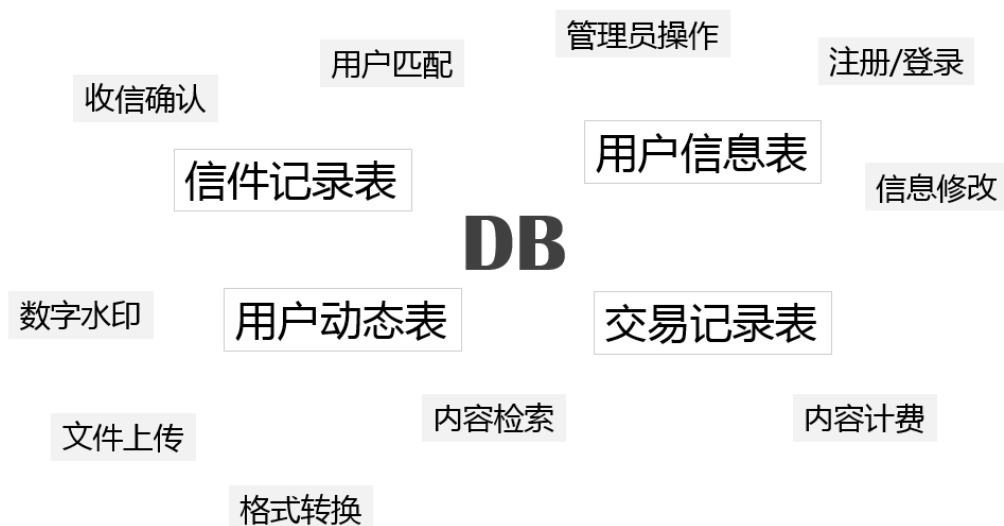 管理员操作
用户匹配
注册/登录
收信确认
用户信息表
信件记录表
信息修改
DB
数字水印
用户动态表
交易记录表
内容检索
内容计费
文件上传
格式转换